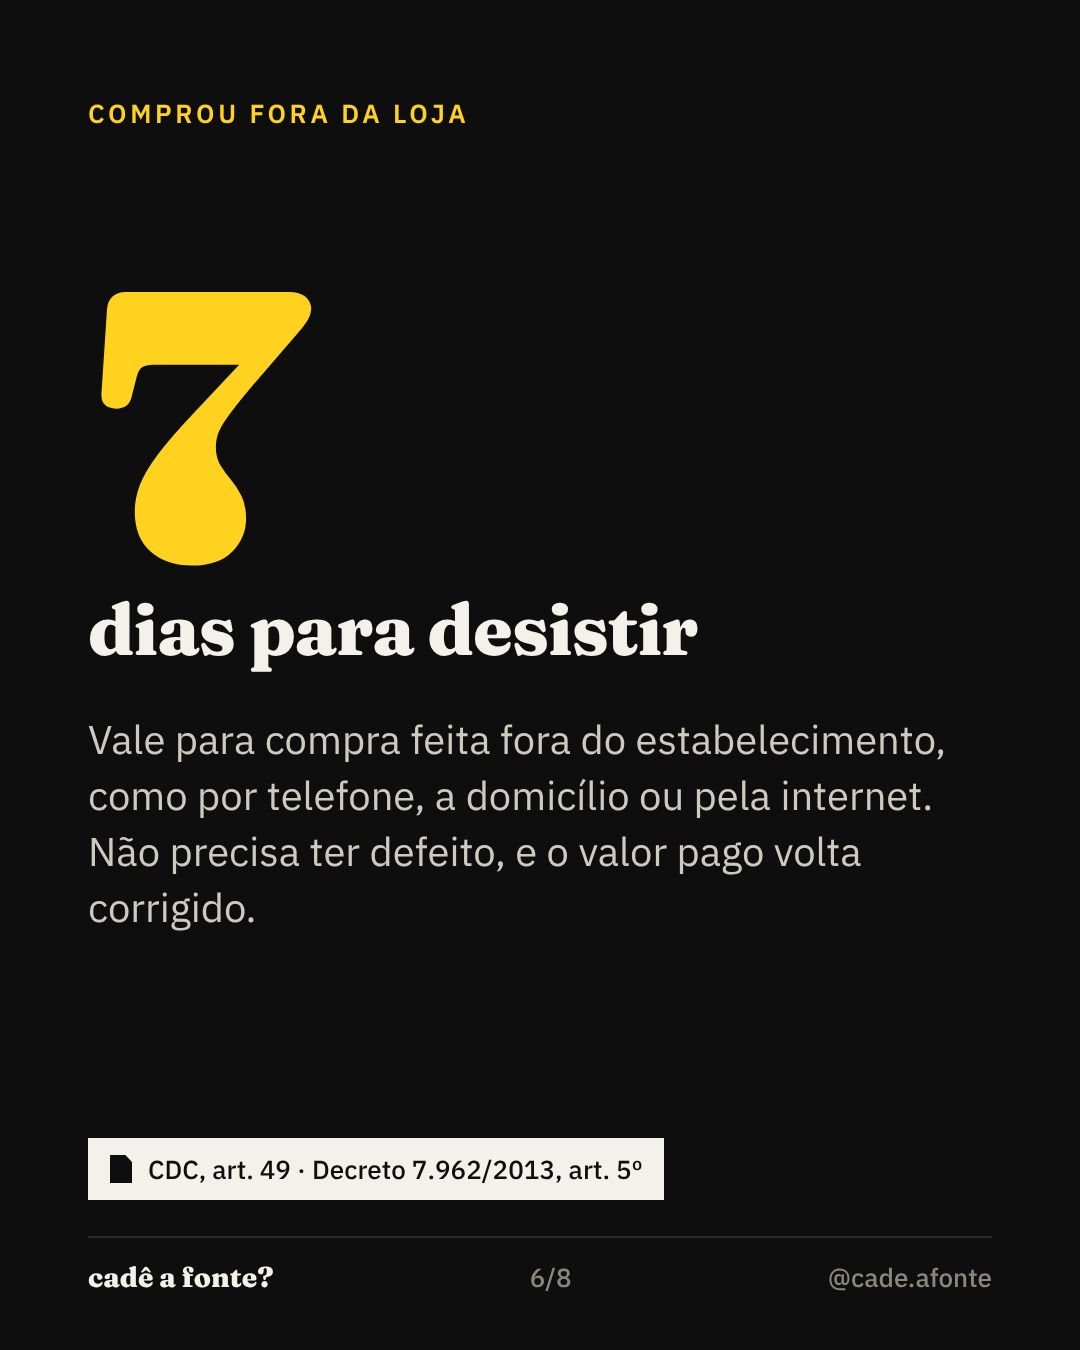 COMPROU FORA DA LOJA
7
dias para desistir
Vale para compra feita fora do estabelecimento,
como por telefone, a domicílio ou pela internet.
Não precisa ter defeito, e o valor pago volta
corrigido.
CDC, art. 49 · Decreto 7.962/2013, art. 5º
cadê a fonte?
6/8
@cade.afonte